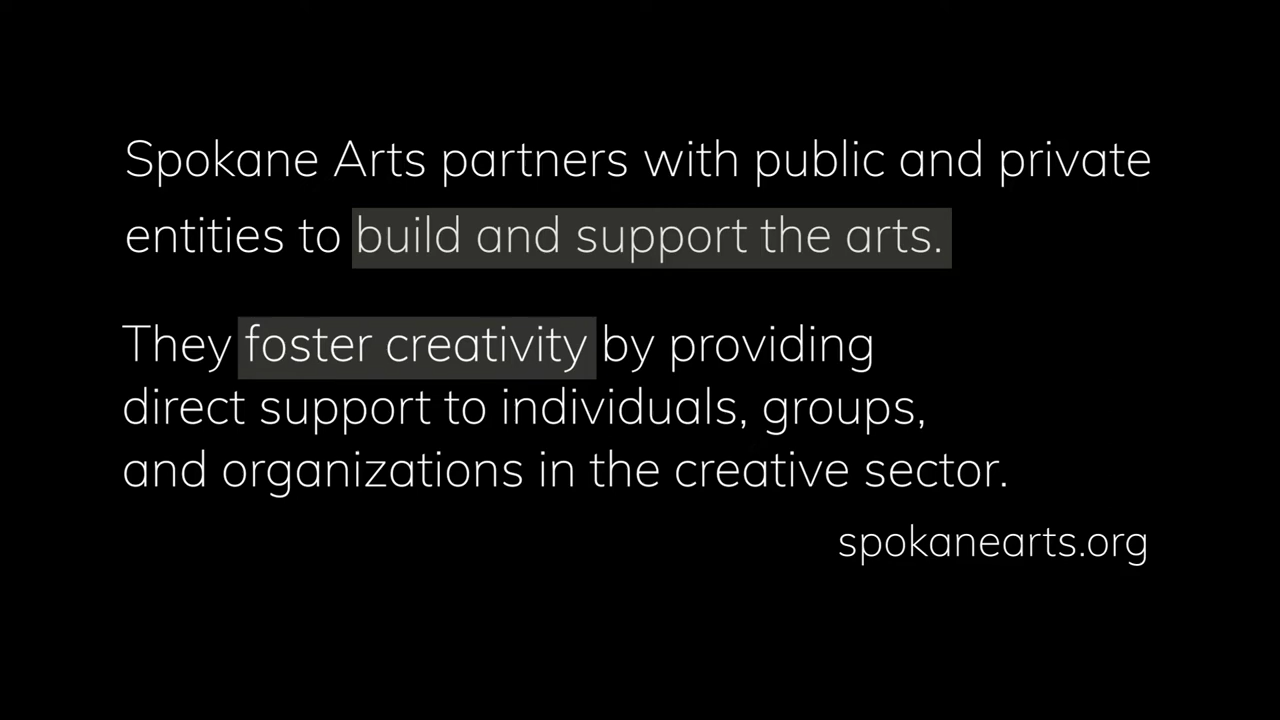 Spokane Arts partners with public and private
entities to build and support the arts.
They foster creativity by providing
direct support to individuals, groups,
and organizations in the creative sector.
spokanearts.org